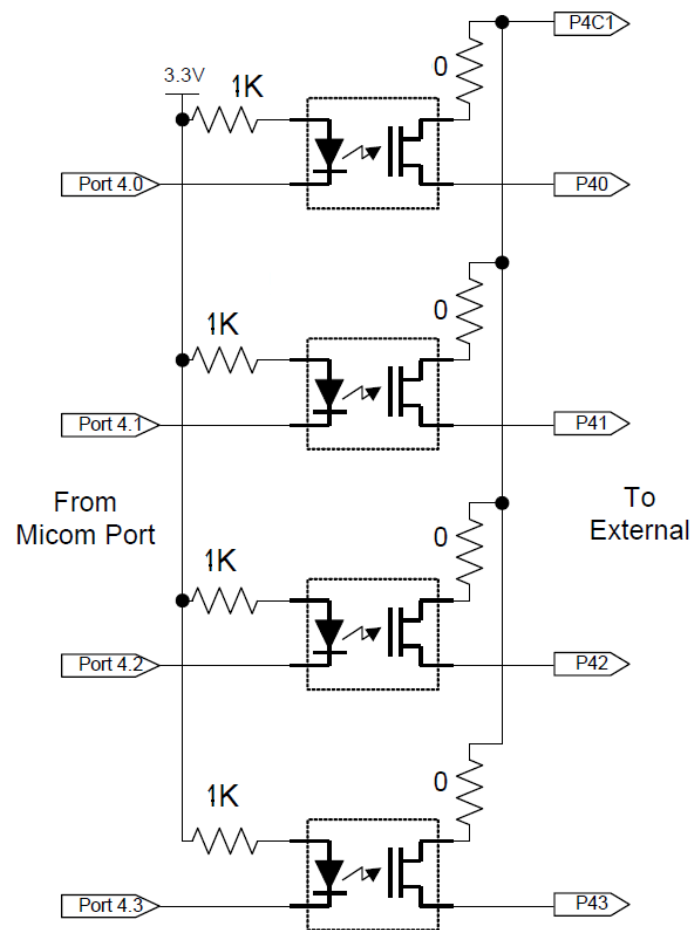 P4C1
0
3.3V
1K
Port 4.0
P40
0
1K
Port 4.1
P41
From
Micom Port
To
External
0
1K
Port 4.2
P42
0
1K
Port 4.3
P43